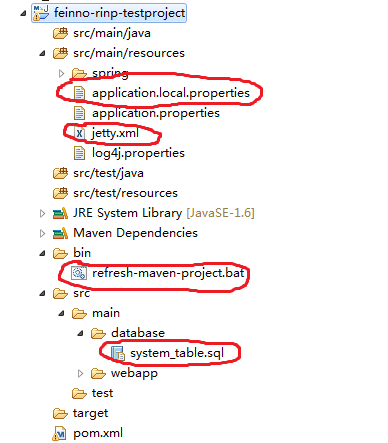 feinno-rinp-testproject
src/main/java
src/main/resources
spring
application.local.properties
application.properties
jetty.xml
log4j.properties
src/test/java
src/test/resources
JRE System Library [JavaSE-1.6]
Maven Dependencies
bin
refresh-maven-project.bat
src
main
database
system_table.sql
webapp
test
target
pom.xml